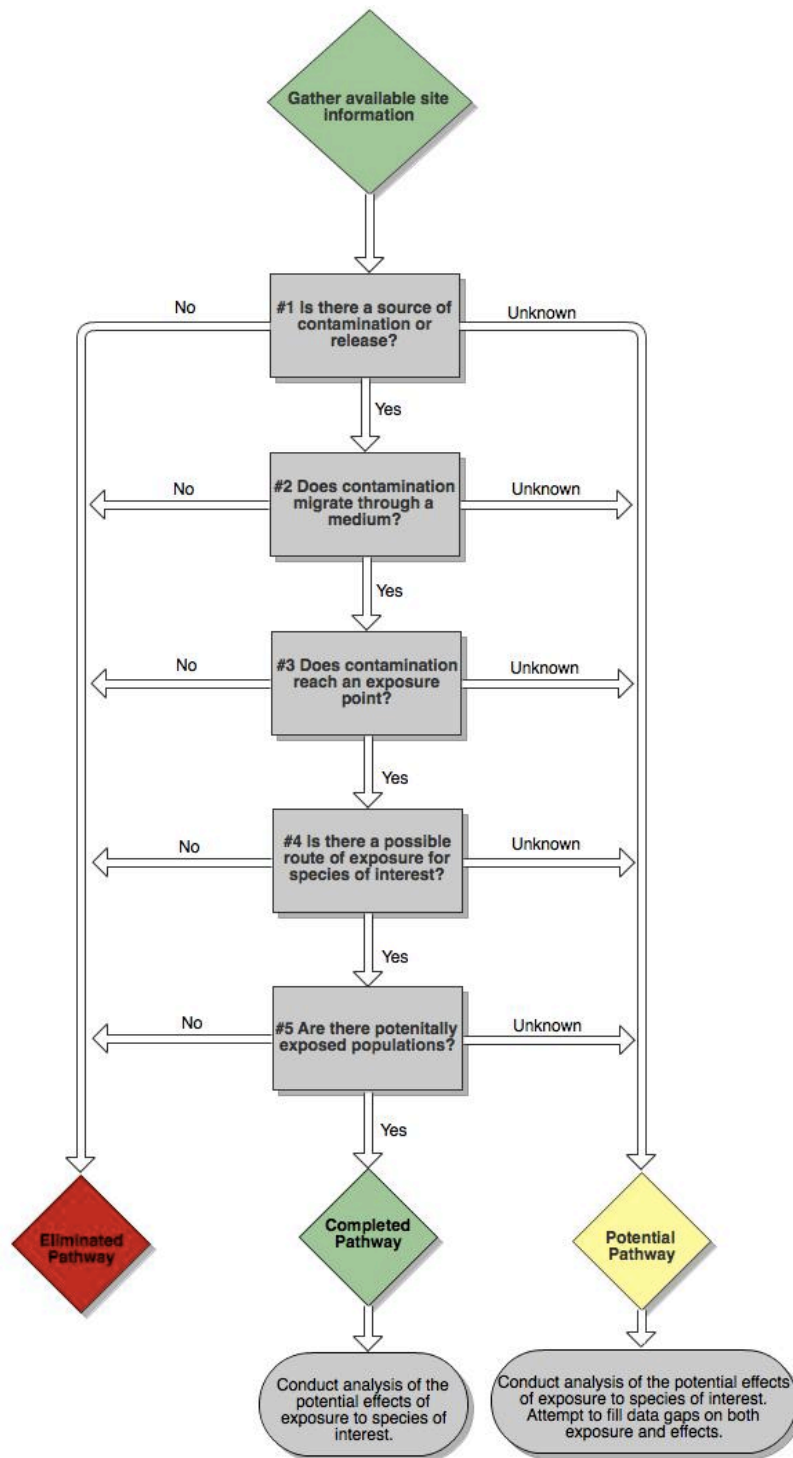 Gather available site
information
No
#1 Is there a source of
contamination or
release?
Unknown
Yes
No
#2 Does contamination
migrate through a
medium?
Unknown
Yes
No
#3 Does contamination
reach an exposure
point?
Unknown
Yes
No
#4 Is there a possible
route of exposure for
species of interest?
Unknown
Yes
No
#5 Are there potenitally
exposed populations?
Unknown
Yes
Eliminated
Pathway
Completed
Pathway
Potential
Pathway
Conduct analysis of the
potential effects of
exposure to species of
interest.
Conduct analysis of the potential effects
of exposure to species of interest.
Attempt to fill data gaps on both
exposure and effects.